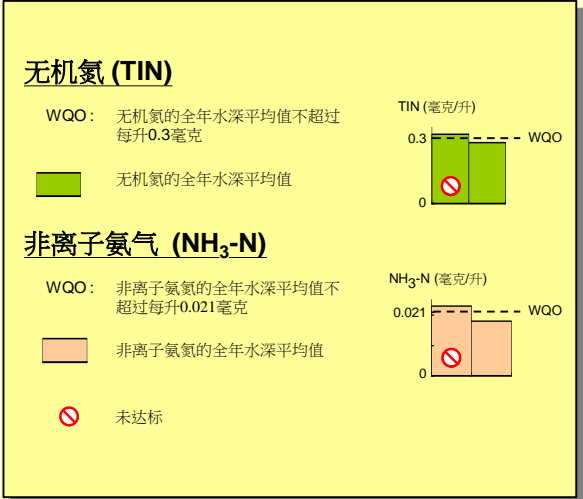 无机氮 (TIN)
WQO : 无机氮的全年水深平均值不超过
每升0.3毫克
无机氮的全年水深平均值
TIN (毫克/升)
0.3
WQO
0
非离子氨气 (NH3-N)
WQO : 非离子氨氮的全年水深平均值不
超过每升0.021毫克
非离子氨氮的全年水深平均值
NH3-N (毫克/升)
0.021
WQO
0
未达标